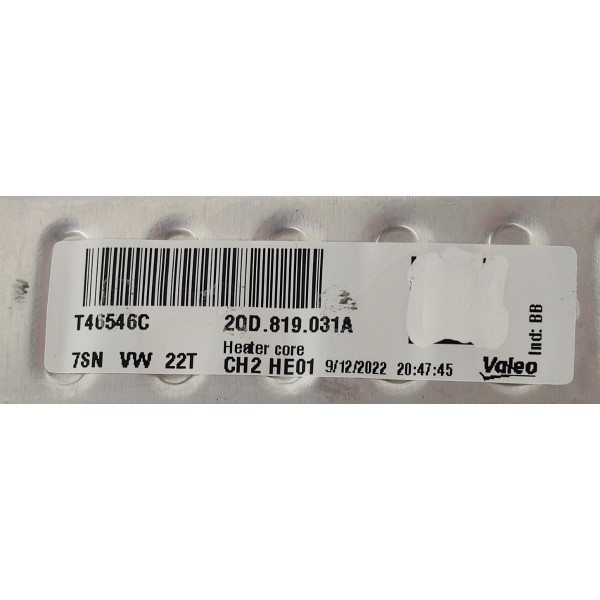 T46546C 2QD.819.031A
Heater core
7SN VW 22T CH2 HE01 9/12/2022 20:47:45 Valeo
Ind: BB